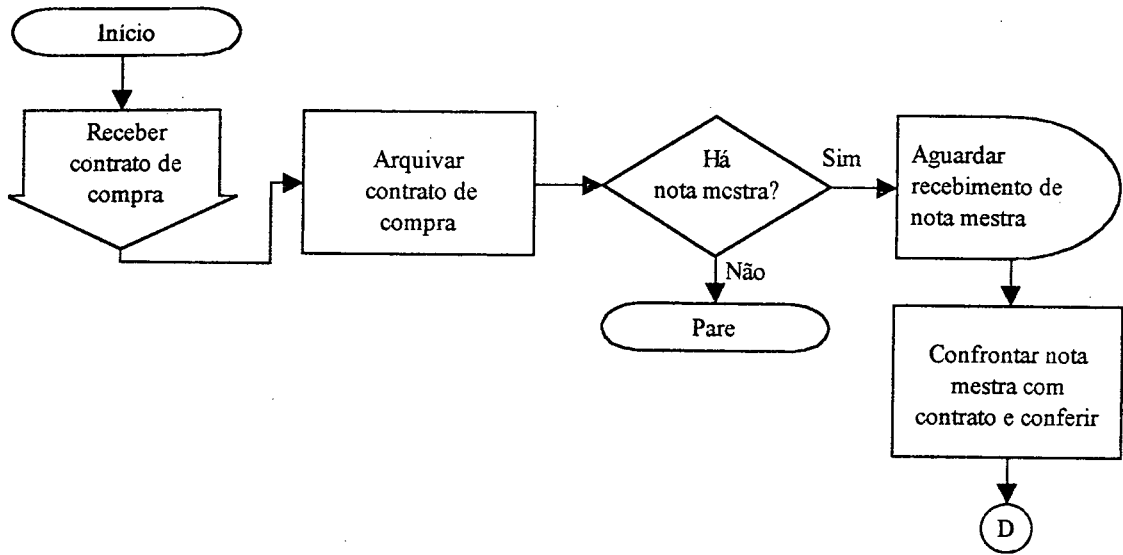 Início
Receber
contrato de
compra
Arquivar
contrato de
compra
Há
nota mestra?
Sim
Não
Pare
Aguardar
recebimento de
nota mestra
Confrontar nota
mestra com
contrato e conferir
D